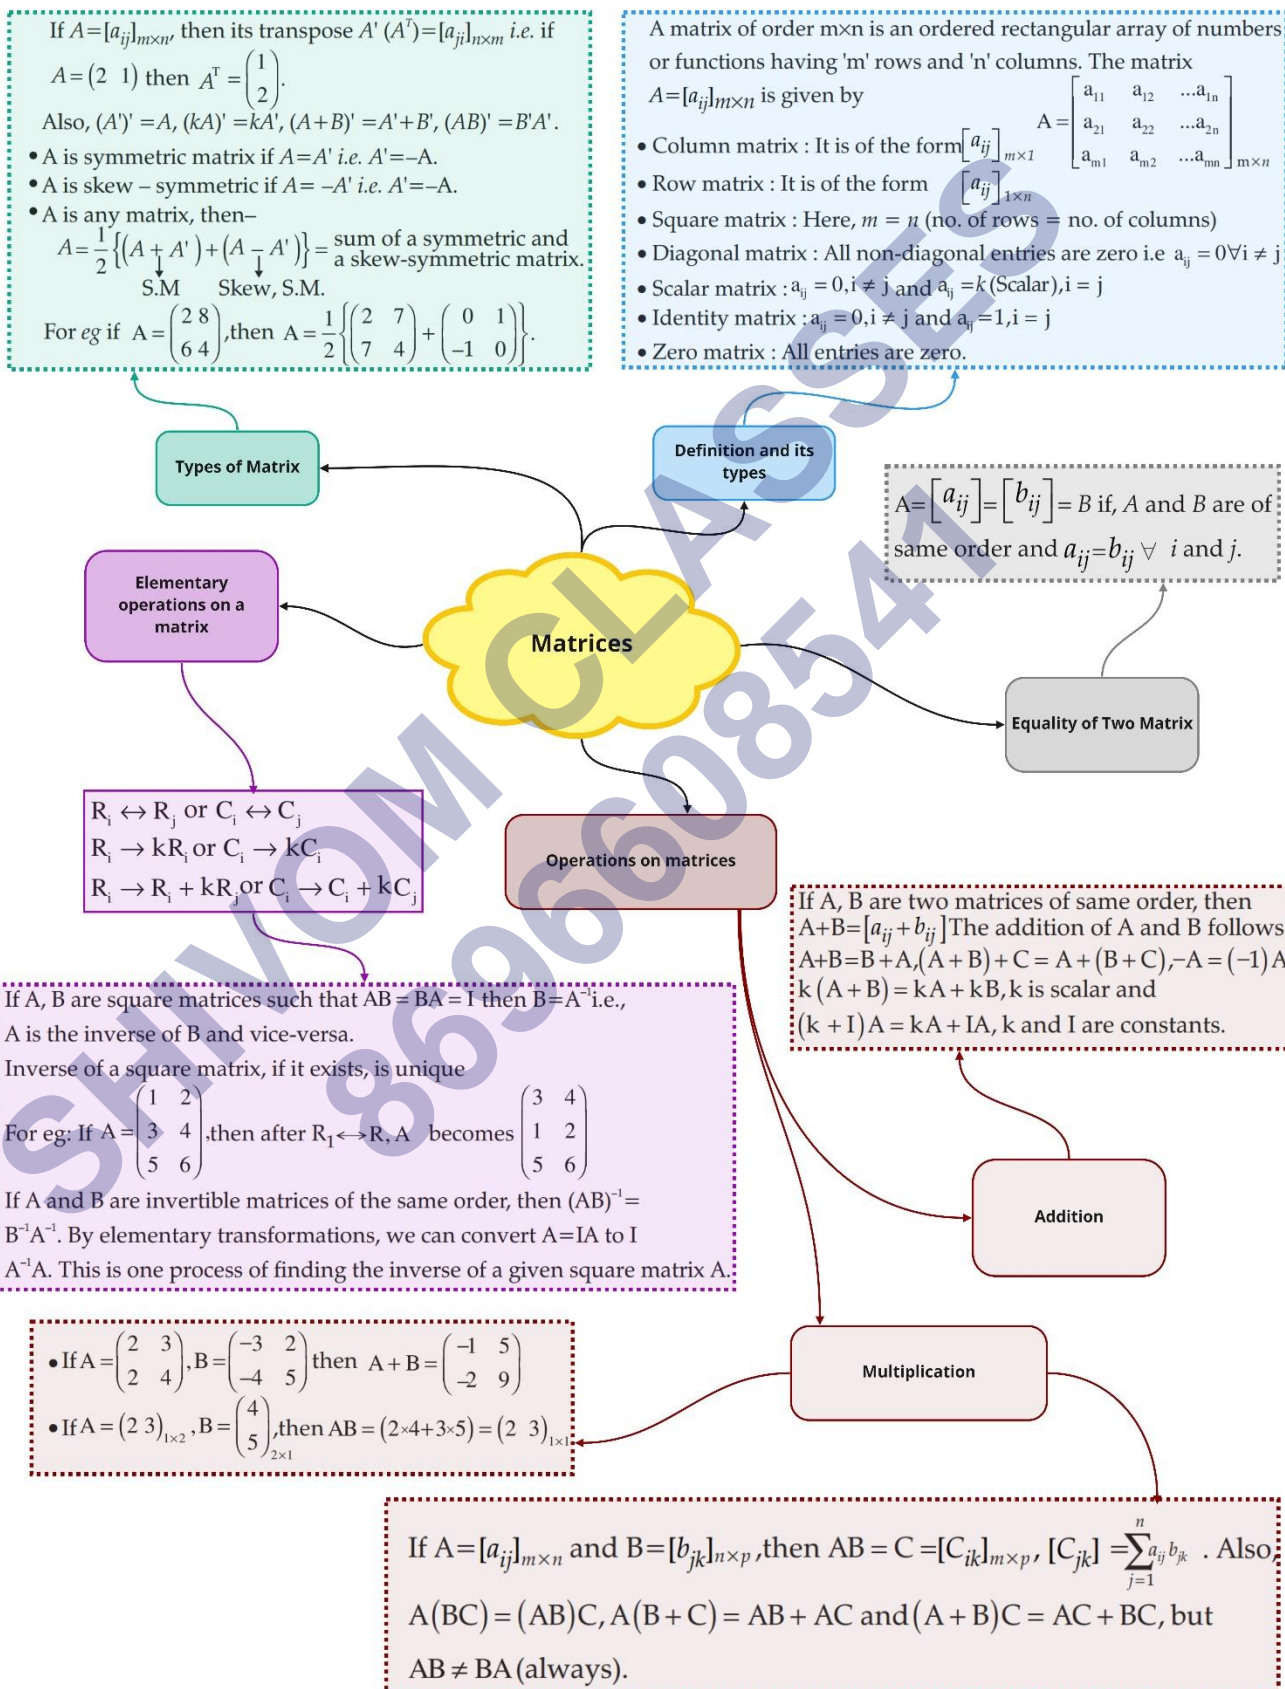 If A=[aij]m×n, then its transpose A' (Aᵀ)=[aji]n×m i.e. if
A=(2 1) then Aᵀ=(1
2).
Also, (A')' =A, (kA)'=kA', (A+B)'=A'+B', (AB)'=B'A'.
• A is symmetric matrix if A=A' i.e. A'=–A.
• A is skew – symmetric if A= –A' i.e. A'=–A.
• A is any matrix, then–
A=1/2{(A + A')+(A – A')}= sum of a symmetric and
a skew-symmetric matrix.
S.M Skew, S.M.
For eg if A=(2 8
6 4),then A=1/2{(2 7
7 4)+(0 1
–1 0)}.
A matrix of order m×n is an ordered rectangular array of numbers
or functions having 'm' rows and 'n' columns. The matrix
A=[aij]m×n is given by
A=[a11 a12 ...a1n
a21 a22 ...a2n
am1 am2 ...amn]m×n
• Column matrix : It is of the form[aij]m×1
• Row matrix : It is of the form [aij]1×n
• Square matrix : Here, m = n (no. of rows = no. of columns)
• Diagonal matrix : All non-diagonal entries are zero i.e aij = 0∀i ≠ j
• Scalar matrix : aij = 0,i ≠ j and aij = k (Scalar),i = j
• Identity matrix : aij = 0,i ≠ j and aij =1,i = j
• Zero matrix : All entries are zero.
Types of Matrix
Definition and its
types
A=[aij]=[bij]= B if, A and B are of
same order and aij=bij ∀ i and j.
Elementary
operations on a
matrix
Matrices
Equality of Two Matrix
Ri ↔ Rj or Ci ↔ Cj
Ri → kRi or Ci → kCi
Ri → Ri + kRj or Ci → Ci + kCj
Operations on matrices
If A, B are two matrices of same order, then
A+B=[aij + bij] The addition of A and B follows
A+B=B+A,(A+B)+C = A+(B+C),–A = (–1)A
k(A+B) = kA+kB,k is scalar and
(k+I)A = kA+IA, k and I are constants.
If A, B are square matrices such that AB = BA = I then B=A⁻¹i.e.,
A is the inverse of B and vice-versa.
Inverse of a square matrix, if it exists, is unique
For eg: If A=(1 2
3 4
5 6),then after R1↔R, A becomes (3 4
1 2
5 6)
If A and B are invertible matrices of the same order, then (AB)⁻¹=
B⁻¹A⁻¹. By elementary transformations, we can convert A=IA to I
A⁻¹A. This is one process of finding the inverse of a given square matrix A.
Addition
• If A=(2 3
2 4),B=(–3 2
–4 5)then A+B=(–1 5
–2 9)
• If A=(2 3)1×2,B=(4
5)2×1,then AB=(2×4+3×5)=(2 3)1×1
Multiplication
If A=[aij]m×n and B=[bjk]n×p,then AB = C =[Cik]m×p, [Cjk] =∑ⁿj=1 aij bjk . Also,
A(BC)=(AB)C,A(B+C)=AB+AC and(A+B)C=AC+BC, but
AB≠BA(always).
SHIVOM CLASSES
8696608541